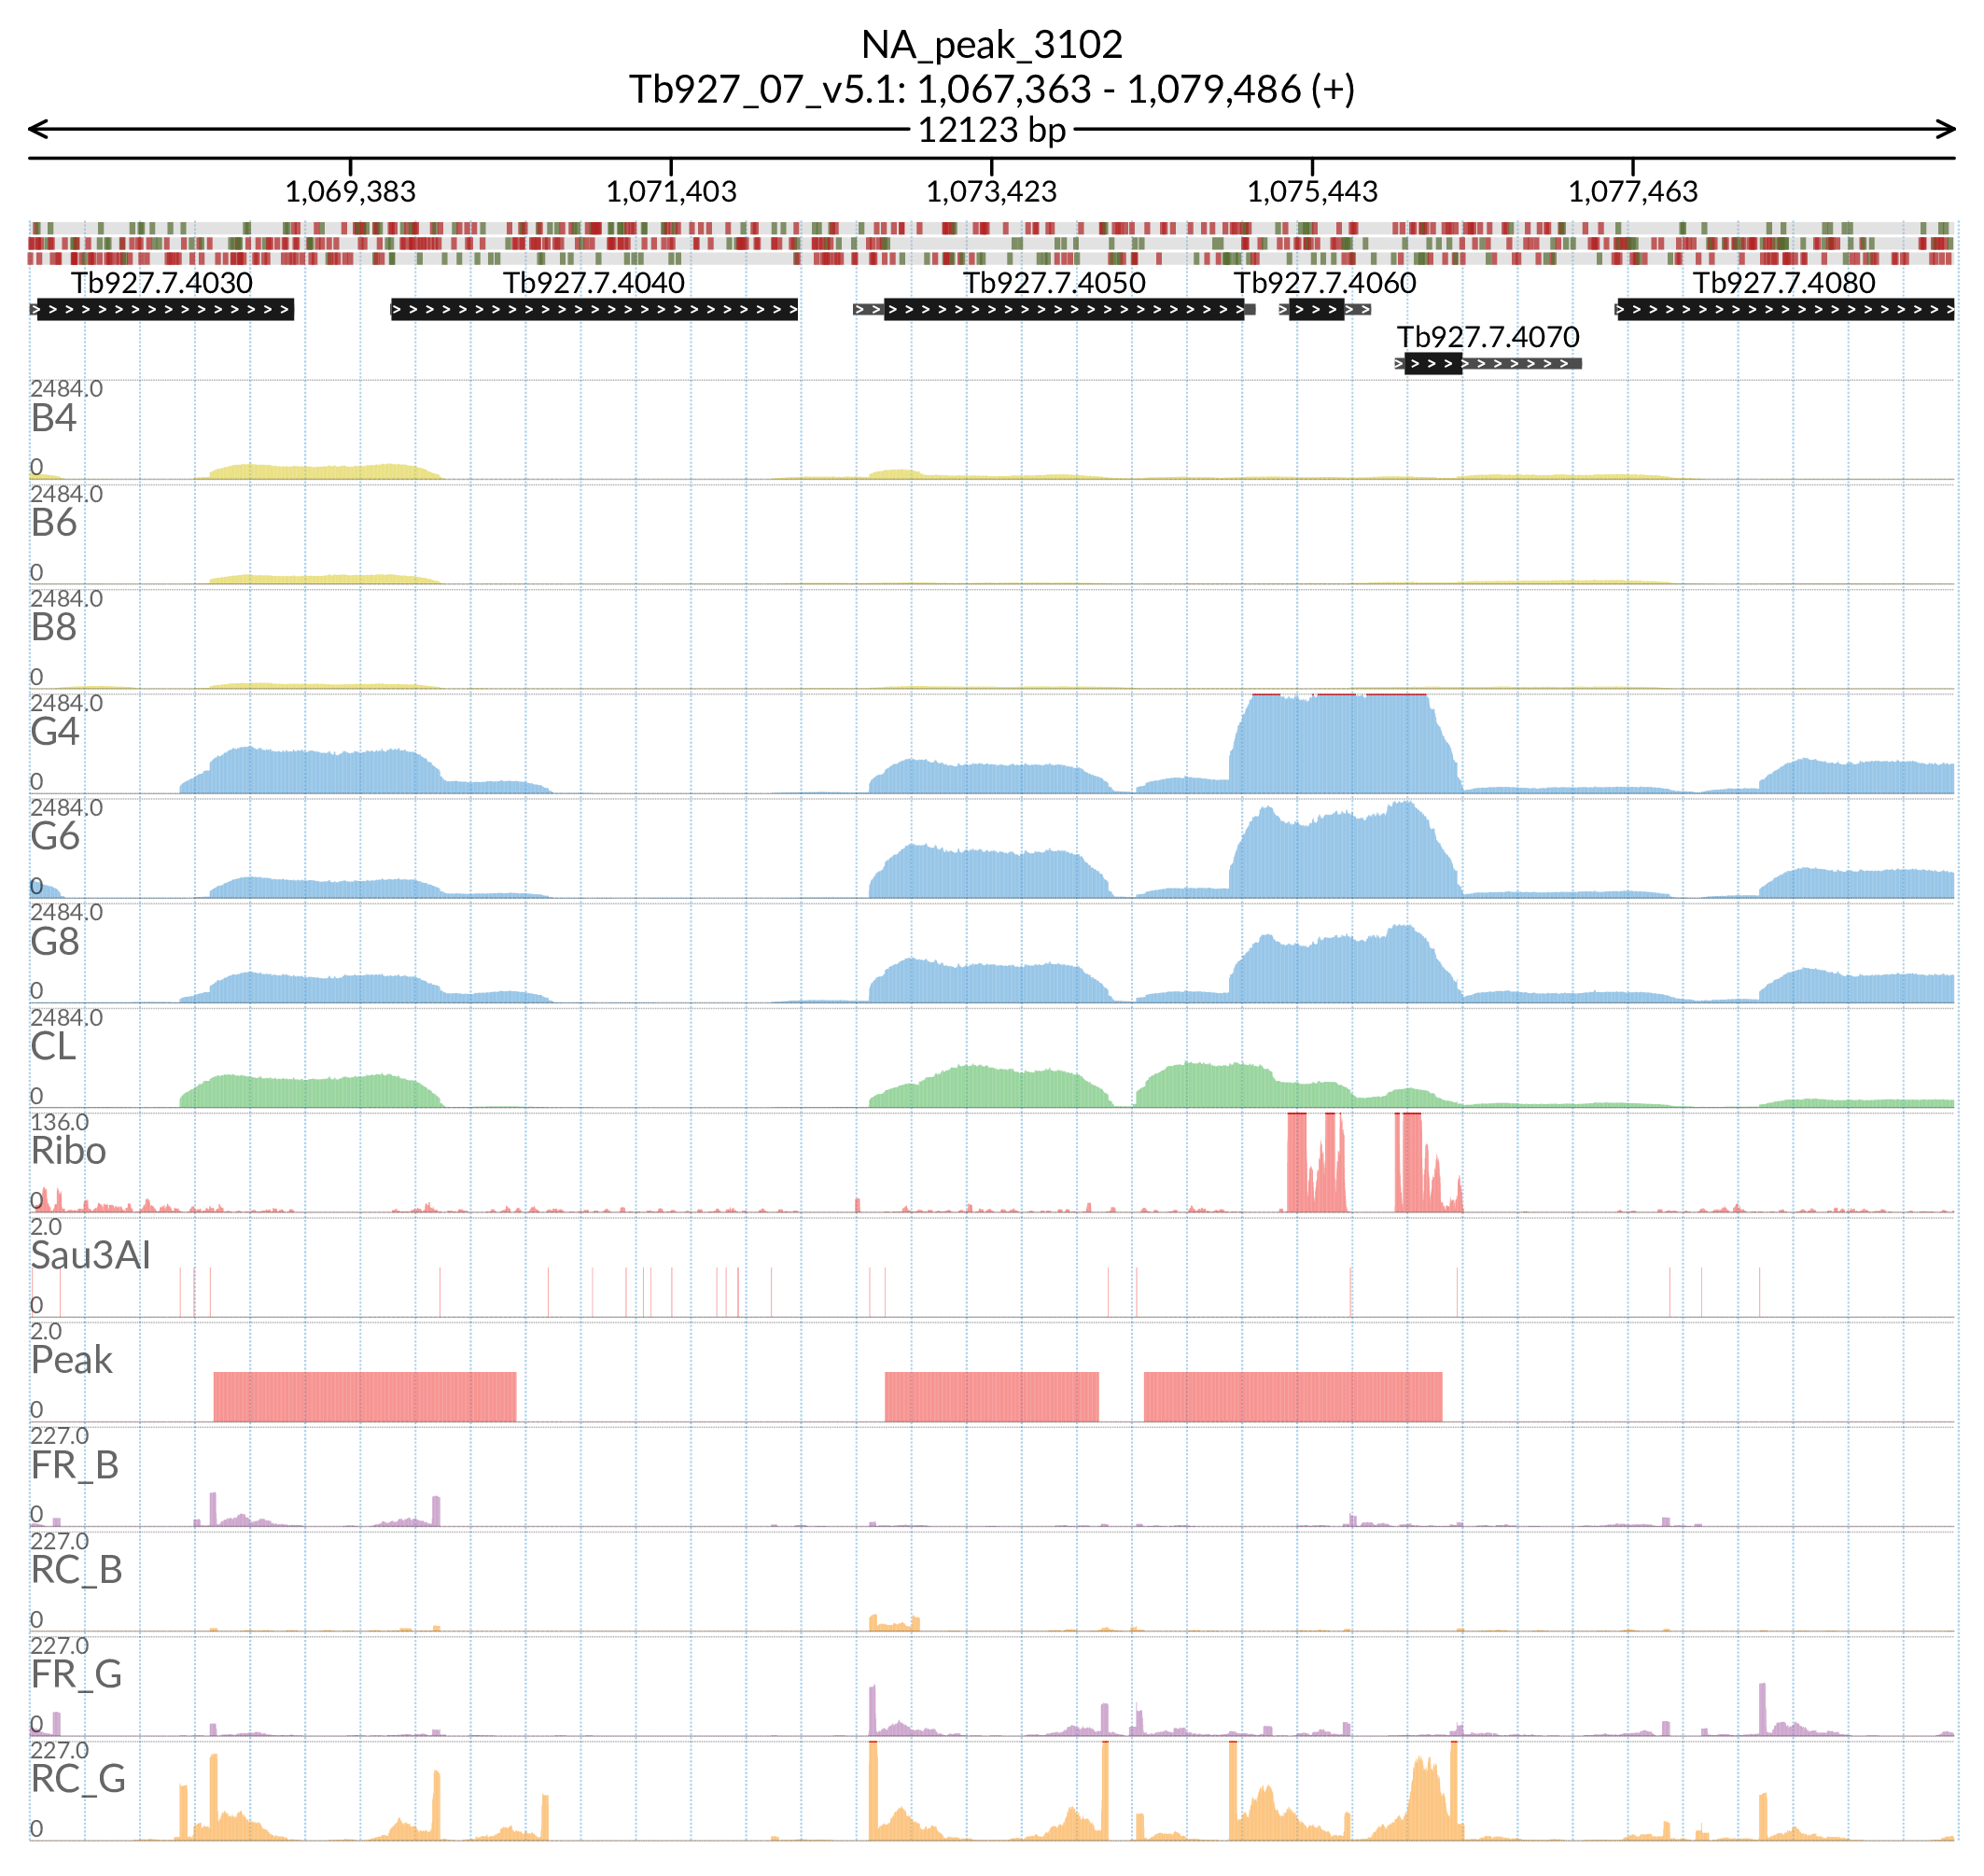 NA_peak_3102
Tb927_07_v5.1: 1,067,363 - 1,079,486 (+)
12123 bp
1,069,383 1,071,403 1,073,423 1,075,443 1,077,463
Tb927.7.4030 Tb927.7.4040 Tb927.7.4050 Tb927.7.4060 Tb927.7.4080
Tb927.7.4070
2484.0
B4
0
2484.0
B6
0
2484.0
B8
0
2484.0
G4
0
2484.0
G6
0
2484.0
G8
0
2484.0
CL
0
136.0
Ribo
0
2.0
Sau3AI
0
2.0
Peak
0
227.0
FR_B
0
227.0
RC_B
0
227.0
FR_G
0
227.0
RC_G
0